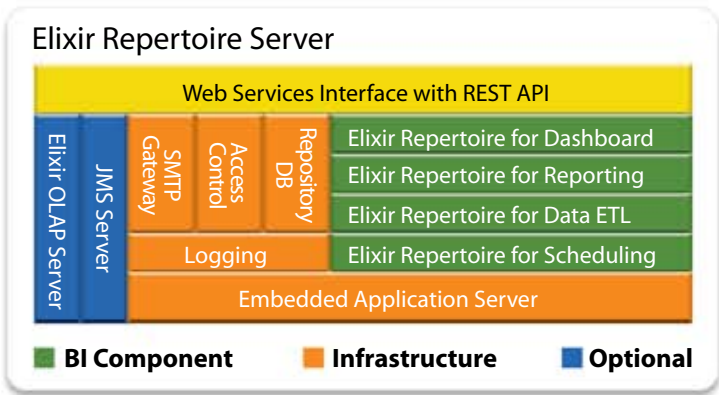 Elixir Repertoire Server
Web Services Interface with REST API
Elixir OLAP Server
JMS Server
SMTP
Gateway
Access
Control
Repository
DB
Elixir Repertoire for Dashboard
Elixir Repertoire for Reporting
Elixir Repertoire for Data ETL
Logging
Elixir Repertoire for Scheduling
Embedded Application Server
BI Component
Infrastructure
Optional